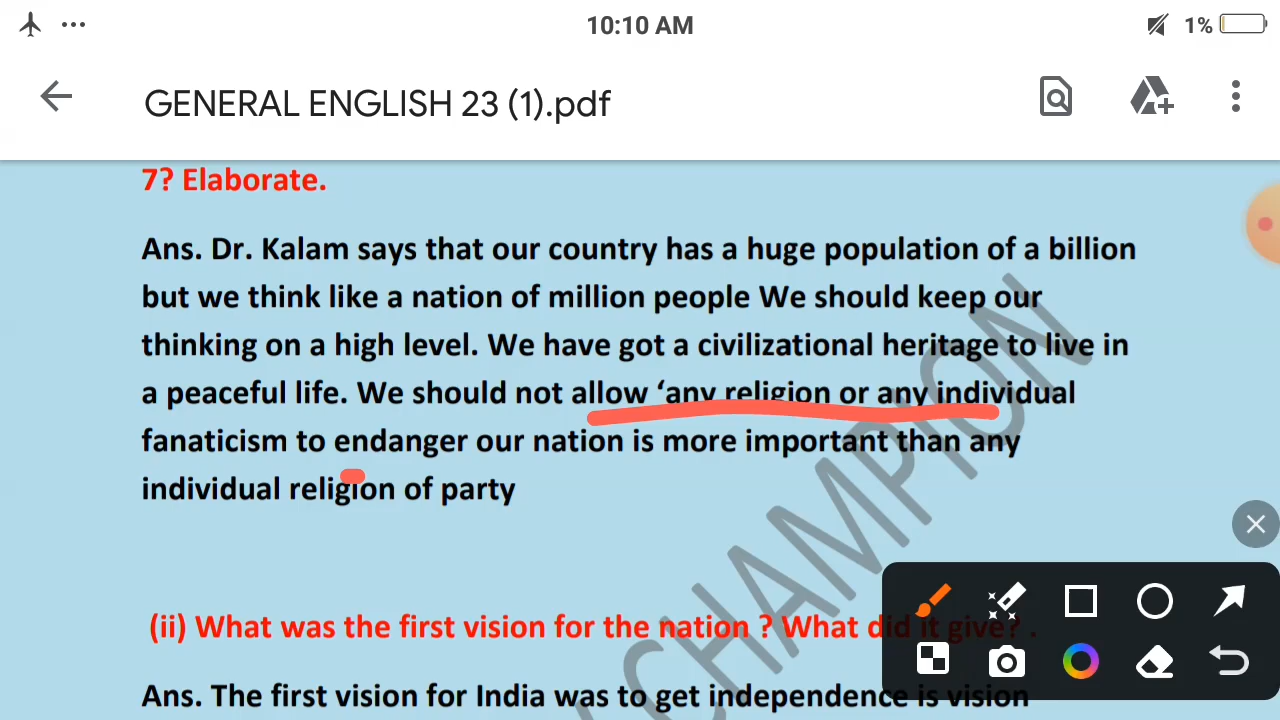 10:10 AM
1%
GENERAL ENGLISH 23 (1).pdf
7? Elaborate.
Ans. Dr. Kalam says that our country has a huge population of a billion
but we think like a nation of million people We should keep our
thinking on a high level. We have got a civilizational heritage to live in
a peaceful life. We should not allow ‘any religion or any individual
fanaticism to endanger our nation is more important than any
individual religion of party
(ii) What was the first vision for the nation ? What did it give? .
Ans. The first vision for India was to get independence is vision
CHAMPION